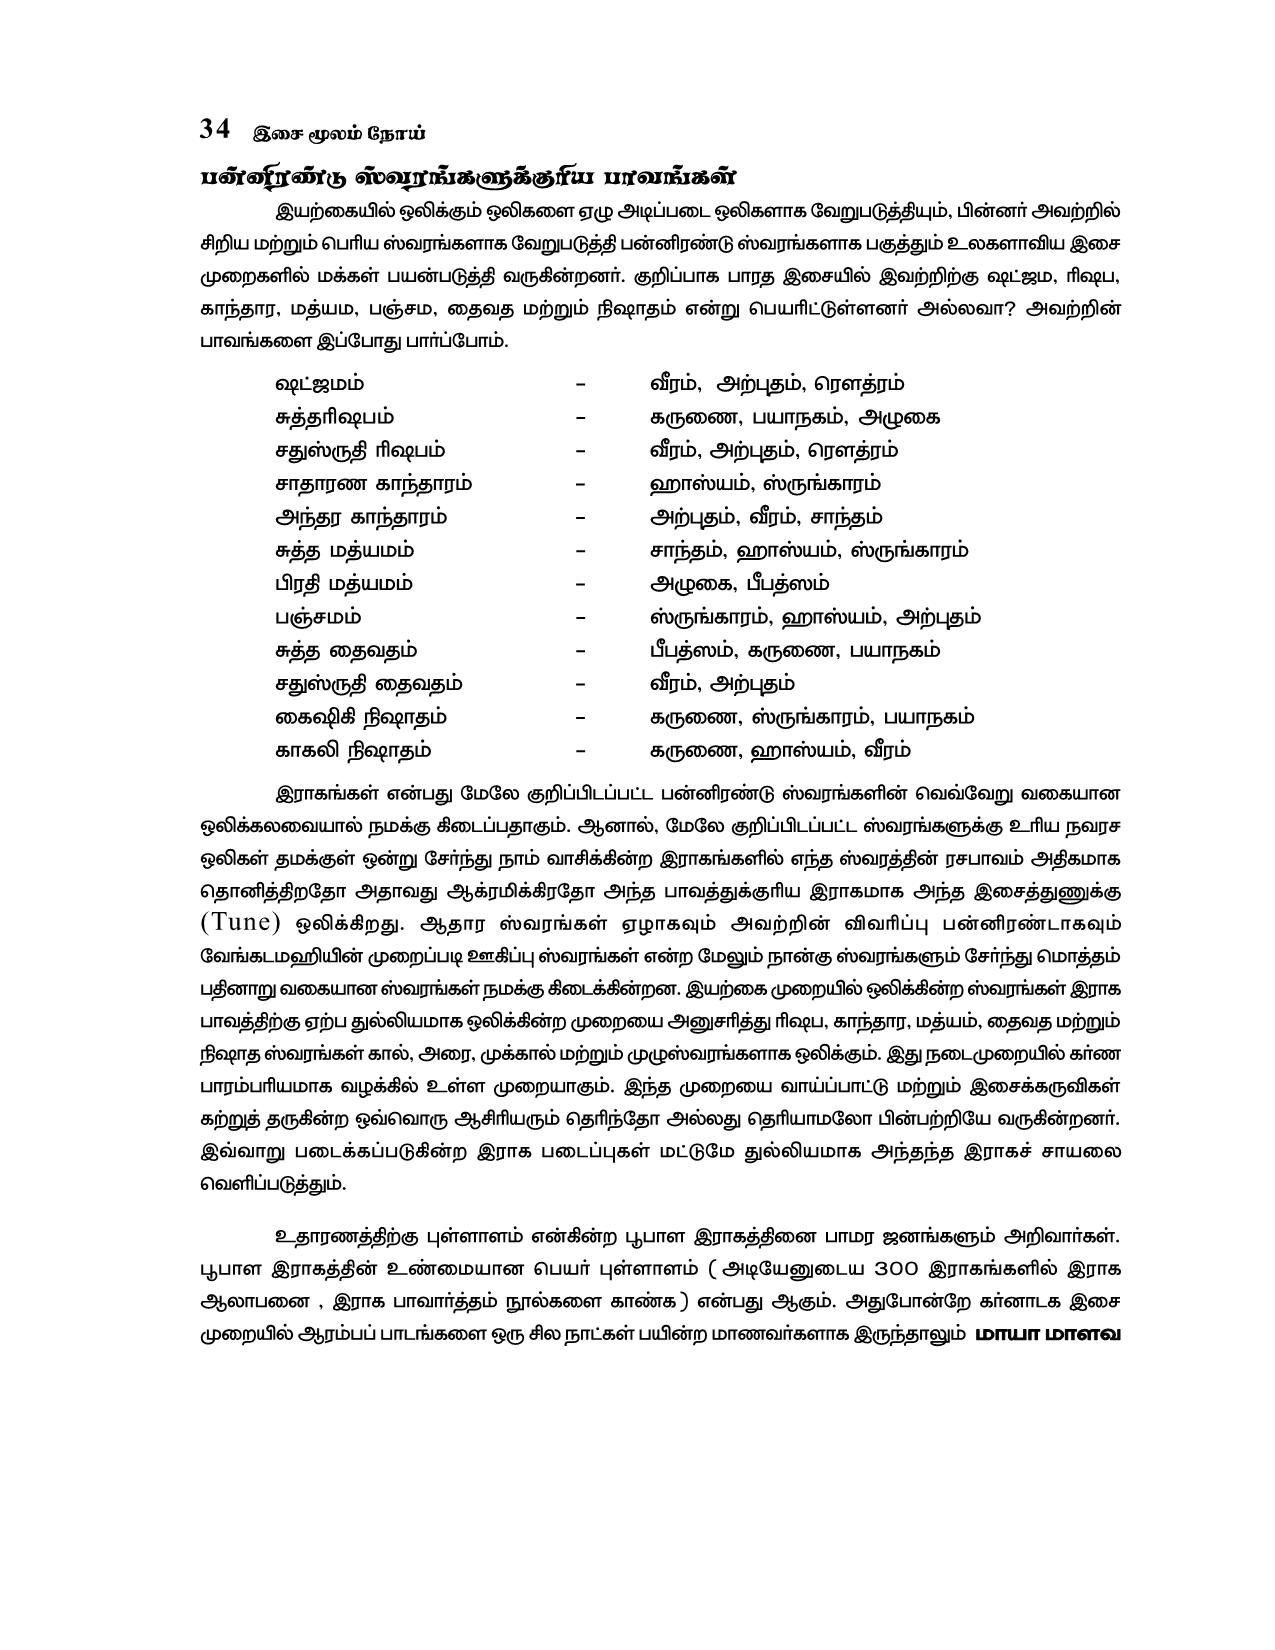 34 இசை மூலம் நோய்
பன்னிரண்டு ஸ்வரங்களுக்குரிய பாவங்கள்
இயற்கையில் ஒலிக்கும் ஒலிகளை ஏழு அடிப்படை ஒலிகளாக வேறுபடுத்தியும், பின்னர் அவற்றில்
சிறிய மற்றும் பெரிய ஸ்வரங்களாக வேறுபடுத்தி பன்னிரண்டு ஸ்வரங்களாக பகுத்தும் உலகளாவிய இசை
முறைகளில் மக்கள் பயன்படுத்தி வருகின்றனர். குறிப்பாக பாரத இசையில் இவற்றிற்கு ஷட்ஜம, ரிஷப,
காந்தார, மத்யம, பஞ்சம, தைவத மற்றும் நிஷாதம் என்று பெயரிட்டுள்ளனர் அல்லவா? அவற்றின்
பாவங்களை இப்போது பார்ப்போம்.
ஷட்ஜமம் – வீரம், அற்புதம், ரௌத்ரம்
சுத்தரிஷபம் – கருணை, பயாநகம், அழுகை
சதுஸ்ருதி ரிஷபம் – வீரம், அற்புதம், ரௌத்ரம்
சாதாரண காந்தாரம் – ஹாஸ்யம், ஸ்ருங்காரம்
அந்தர காந்தாரம் – அற்புதம், வீரம், சாந்தம்
சுத்த மத்யமம் – சாந்தம், ஹாஸ்யம், ஸ்ருங்காரம்
பிரதி மத்யமம் – அழுகை, பீபத்ஸம்
பஞ்சமம் – ஸ்ருங்காரம், ஹாஸ்யம், அற்புதம்
சுத்த தைவதம் – பீபத்ஸம், கருணை, பயாநகம்
சதுஸ்ருதி தைவதம் – வீரம், அற்புதம்
கைஷிகி நிஷாதம் – கருணை, ஸ்ருங்காரம், பயாநகம்
காகலி நிஷாதம் – கருணை, ஹாஸ்யம், வீரம்
இராகங்கள் என்பது மேலே குறிப்பிடப்பட்ட பன்னிரண்டு ஸ்வரங்களின் வெவ்வேறு வகையான
ஒலிக்கலவையால் நமக்கு கிடைப்பதாகும். ஆனால், மேலே குறிப்பிடப்பட்ட ஸ்வரங்களுக்கு உரிய நவரச
ஒலிகள் தமக்குள் ஒன்று சேர்ந்து நாம் வாசிக்கின்ற இராகங்களில் எந்த ஸ்வரத்தின் ரசபாவம் அதிகமாக
தொனித்திறதோ அதாவது ஆக்ரமிக்கிரதோ அந்த பாவத்துக்குரிய இராகமாக அந்த இசைத்துணுக்கு
(Tune) ஒலிக்கிறது. ஆதார ஸ்வரங்கள் ஏழாகவும் அவற்றின் விவரிப்பு பன்னிரண்டாகவும்
வேங்கடமஹியின் முறைப்படி ஊகிப்பு ஸ்வரங்கள் என்ற மேலும் நான்கு ஸ்வரங்களும் சேர்ந்து மொத்தம்
பதினாறு வகையான ஸ்வரங்கள் நமக்கு கிடைக்கின்றன. இயற்கை முறையில் ஒலிக்கின்ற ஸ்வரங்கள் இராக
பாவத்திற்கு ஏற்ப துல்லியமாக ஒலிக்கின்ற முறையை அனுசரித்து ரிஷப, காந்தார, மத்யம், தைவத மற்றும்
நிஷாத ஸ்வரங்கள் கால், அரை, முக்கால் மற்றும் முழுஸ்வரங்களாக ஒலிக்கும். இது நடைமுறையில் கர்ண
பாரம்பரியமாக வழக்கில் உள்ள முறையாகும். இந்த முறையை வாய்ப்பாட்டு மற்றும் இசைக்கருவிகள்
கற்றுத் தருகின்ற ஒவ்வொரு ஆசிரியரும் தெரிந்தோ அல்லது தெரியாமலோ பின்பற்றியே வருகின்றனர்.
இவ்வாறு படைக்கப்படுகின்ற இராக படைப்புகள் மட்டுமே துல்லியமாக அந்தந்த இராகச் சாயலை
வெளிப்படுத்தும்.
உதாரணத்திற்கு புள்ளாளம் என்கின்ற பூபாள இராகத்தினை பாமர ஜனங்களும் அறிவார்கள்.
பூபாள இராகத்தின் உண்மையான பெயர் புள்ளாளம் ( அடியேனுடைய 300 இராகங்களில் இராக
ஆலாபனை , இராக பாவார்த்தம் நூல்களை காண்க ) என்பது ஆகும். அதுபோன்றே கர்னாடக இசை
முறையில் ஆரம்பப் பாடங்களை ஒரு சில நாட்கள் பயின்ற மாணவர்களாக இருந்தாலும் மாயா மாளவ